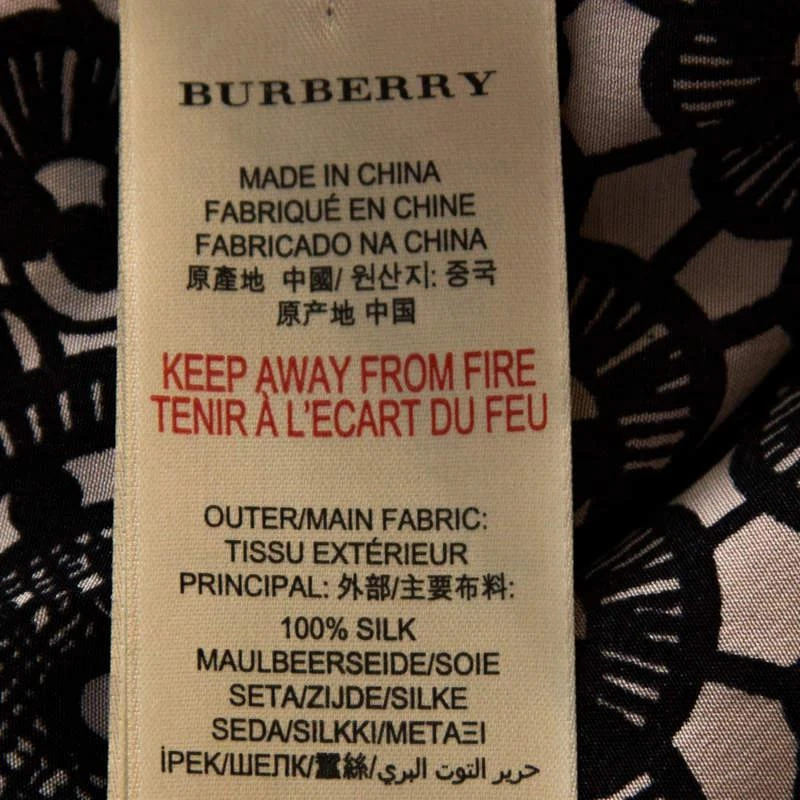 BURBERRY
MADE IN CHINA
FABRIQUÉ EN CHINE
FABRICADO NA CHINA
原產地 中國/ 원산지: 중국
原产地 中国
KEEP AWAY FROM FIRE
TENIR À L'ECART DU FEU
OUTER/MAIN FABRIC:
TISSU EXTÉRIEUR
PRINCIPAL: 外部/主要布料:
100% SILK
MAULBEERSEIDE/SOIE
SETA/ZIJDE/SILKE
SEDA/SILKKI/ΜΕΤΑΞΙ
İPEK/ШЕЛК/蠶絲/حرير التوت البري